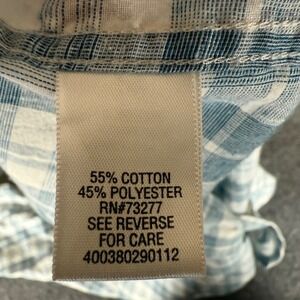 55% COTTON
45% POLYESTER
RN#73277
SEE REVERSE
FOR CARE
400380290112